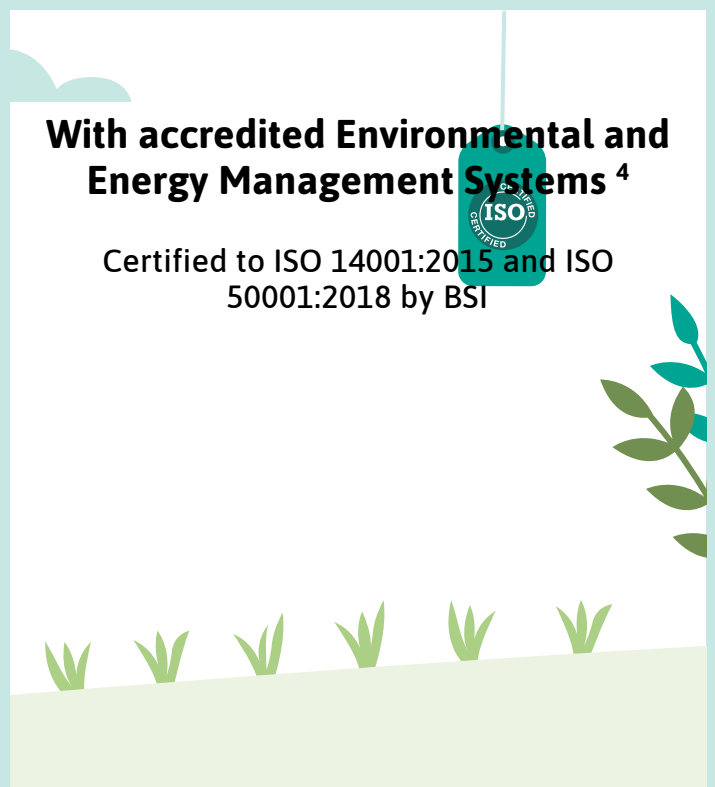 With accredited Environmental and
Energy Management Systems ⁴
CERTIFIED
ISO
CERTIFIED
Certified to ISO 14001:2015 and ISO
50001:2018 by BSI